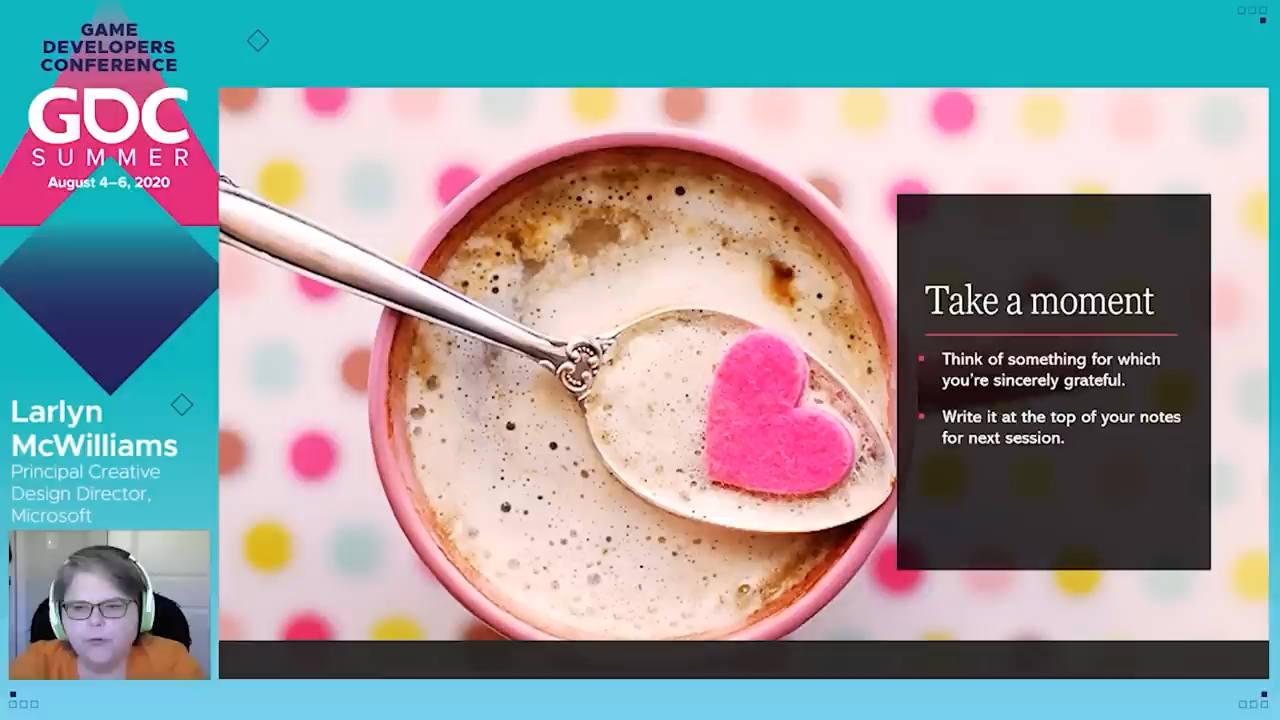 GAME
DEVELOPERS
CONFERENCE
GDC
SUMMER
August 4–6, 2020
Larlyn
McWilliams
Principal Creative
Design Director,
Microsoft
Take a moment
Think of something for which
you're sincerely grateful.
Write it at the top of your notes
for next session.